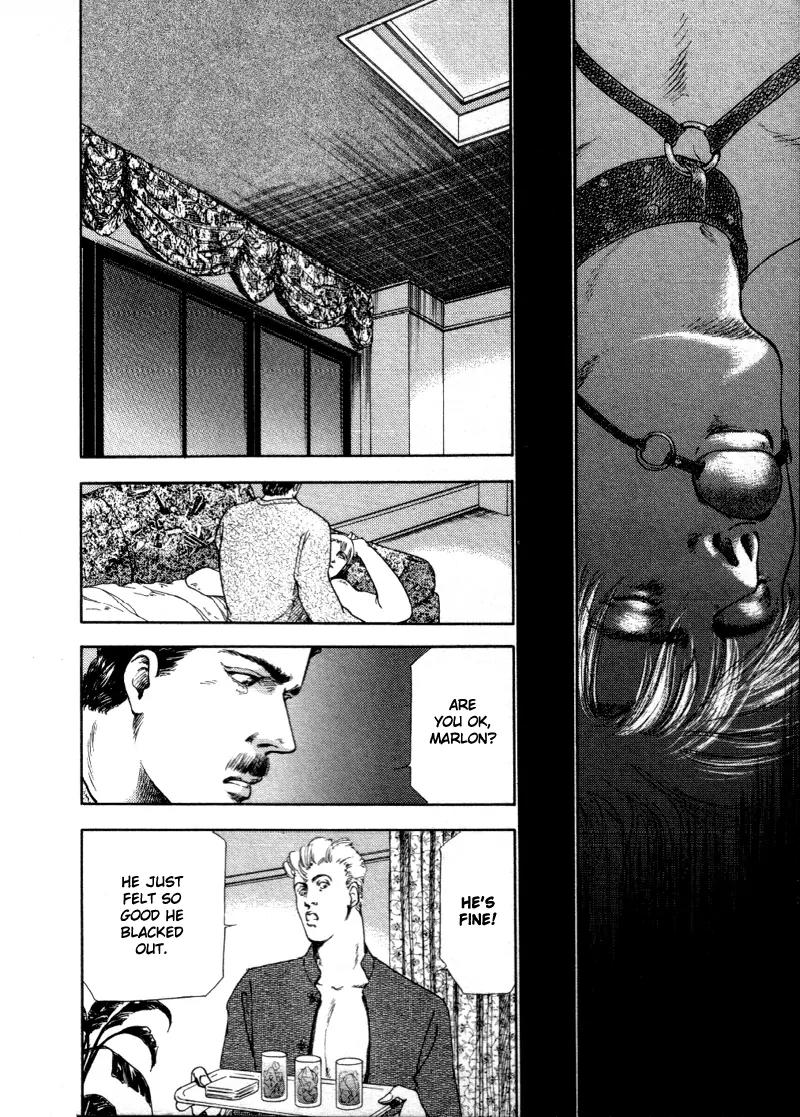 ARE
YOU OK,
MARLON?
HE'S
FINE!
HE JUST
FELT SO
GOOD HE
BLACKED
OUT.